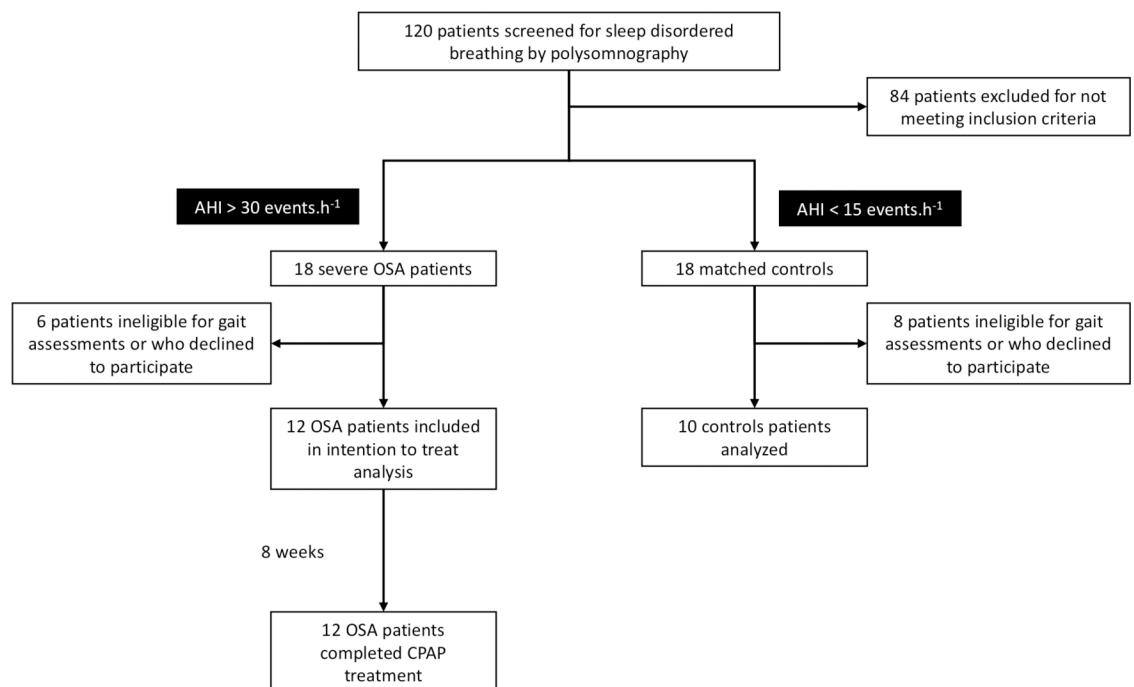 120 patients screened for sleep disordered
breathing by polysomnography
84 patients excluded for not
meeting inclusion criteria
AHI > 30 events.h⁻¹
AHI < 15 events.h⁻¹
18 severe OSA patients
18 matched controls
6 patients ineligible for gait
assessments or who declined
to participate
8 patients ineligible for gait
assessments or who declined
to participate
12 OSA patients included
in intention to treat
analysis
10 controls patients
analyzed
8 weeks
12 OSA patients
completed CPAP
treatment